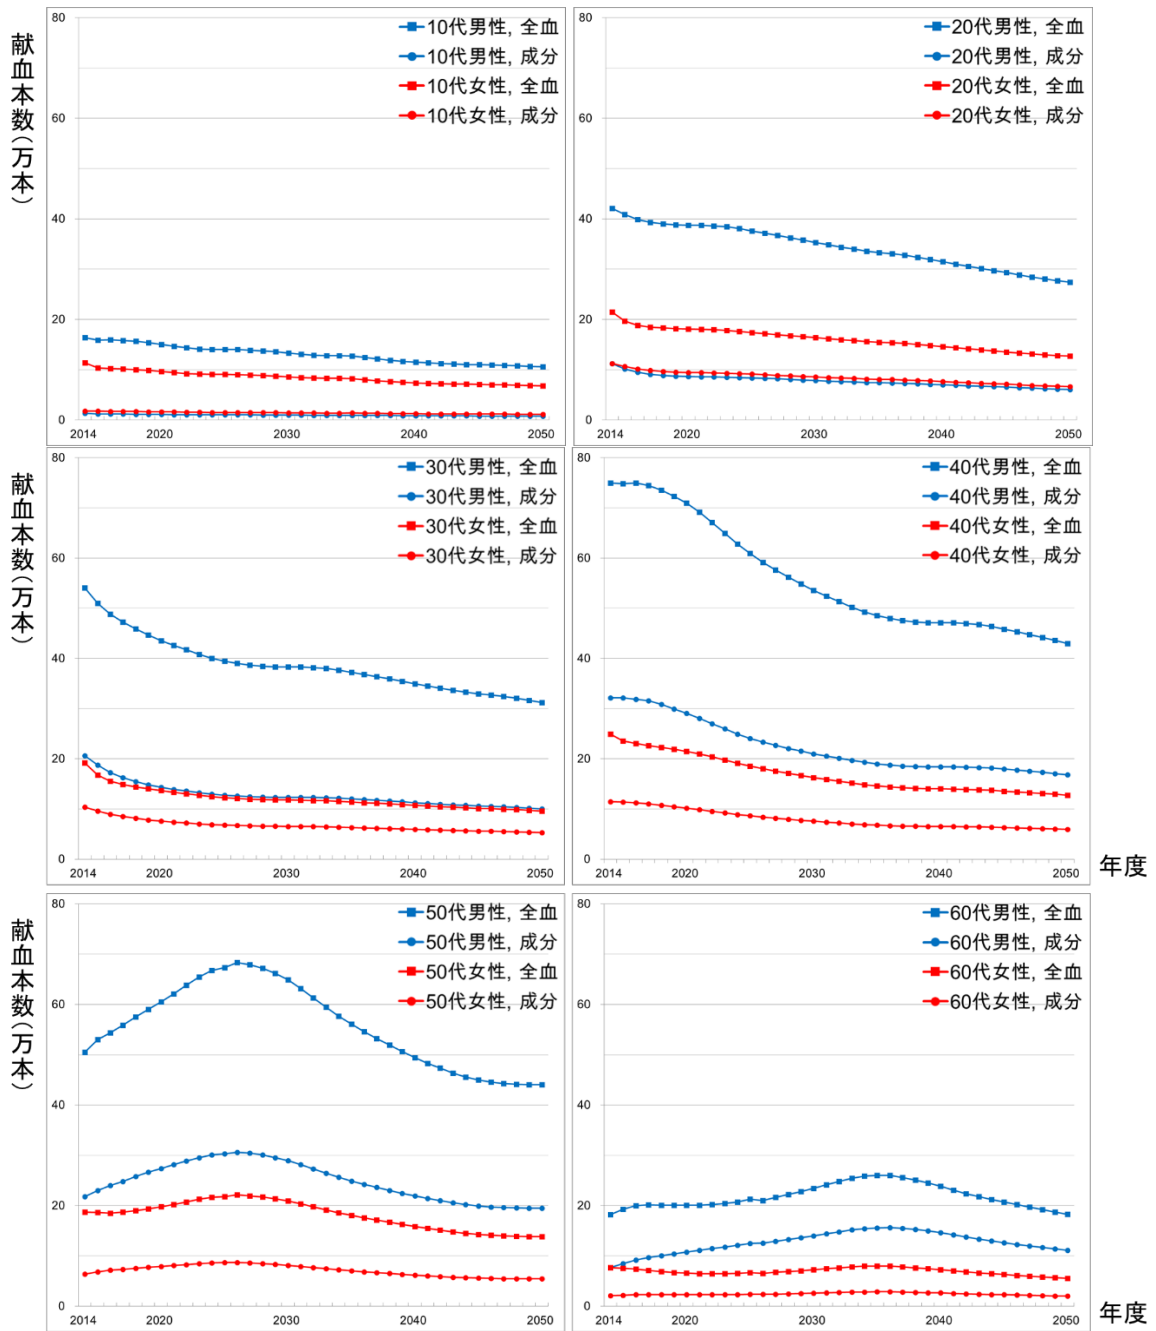 献血本数(万本)
80
60
40
20
0
2014
2020
2030
2040
2050
10代男性, 全血
10代男性, 成分
10代女性, 全血
10代女性, 成分
80
60
40
20
0
2014
2020
2030
2040
2050
20代男性, 全血
20代男性, 成分
20代女性, 全血
20代女性, 成分
献血本数(万本)
80
60
40
20
0
2014
2020
2030
2040
2050
30代男性, 全血
30代男性, 成分
30代女性, 全血
30代女性, 成分
80
60
40
20
0
2014
2020
2030
2040
2050
40代男性, 全血
40代男性, 成分
40代女性, 全血
40代女性, 成分
年度
献血本数(万本)
80
60
40
20
0
2014
2020
2030
2040
2050
50代男性, 全血
50代男性, 成分
50代女性, 全血
50代女性, 成分
80
60
40
20
0
2014
2020
2030
2040
2050
60代男性, 全血
60代男性, 成分
60代女性, 全血
60代女性, 成分
年度